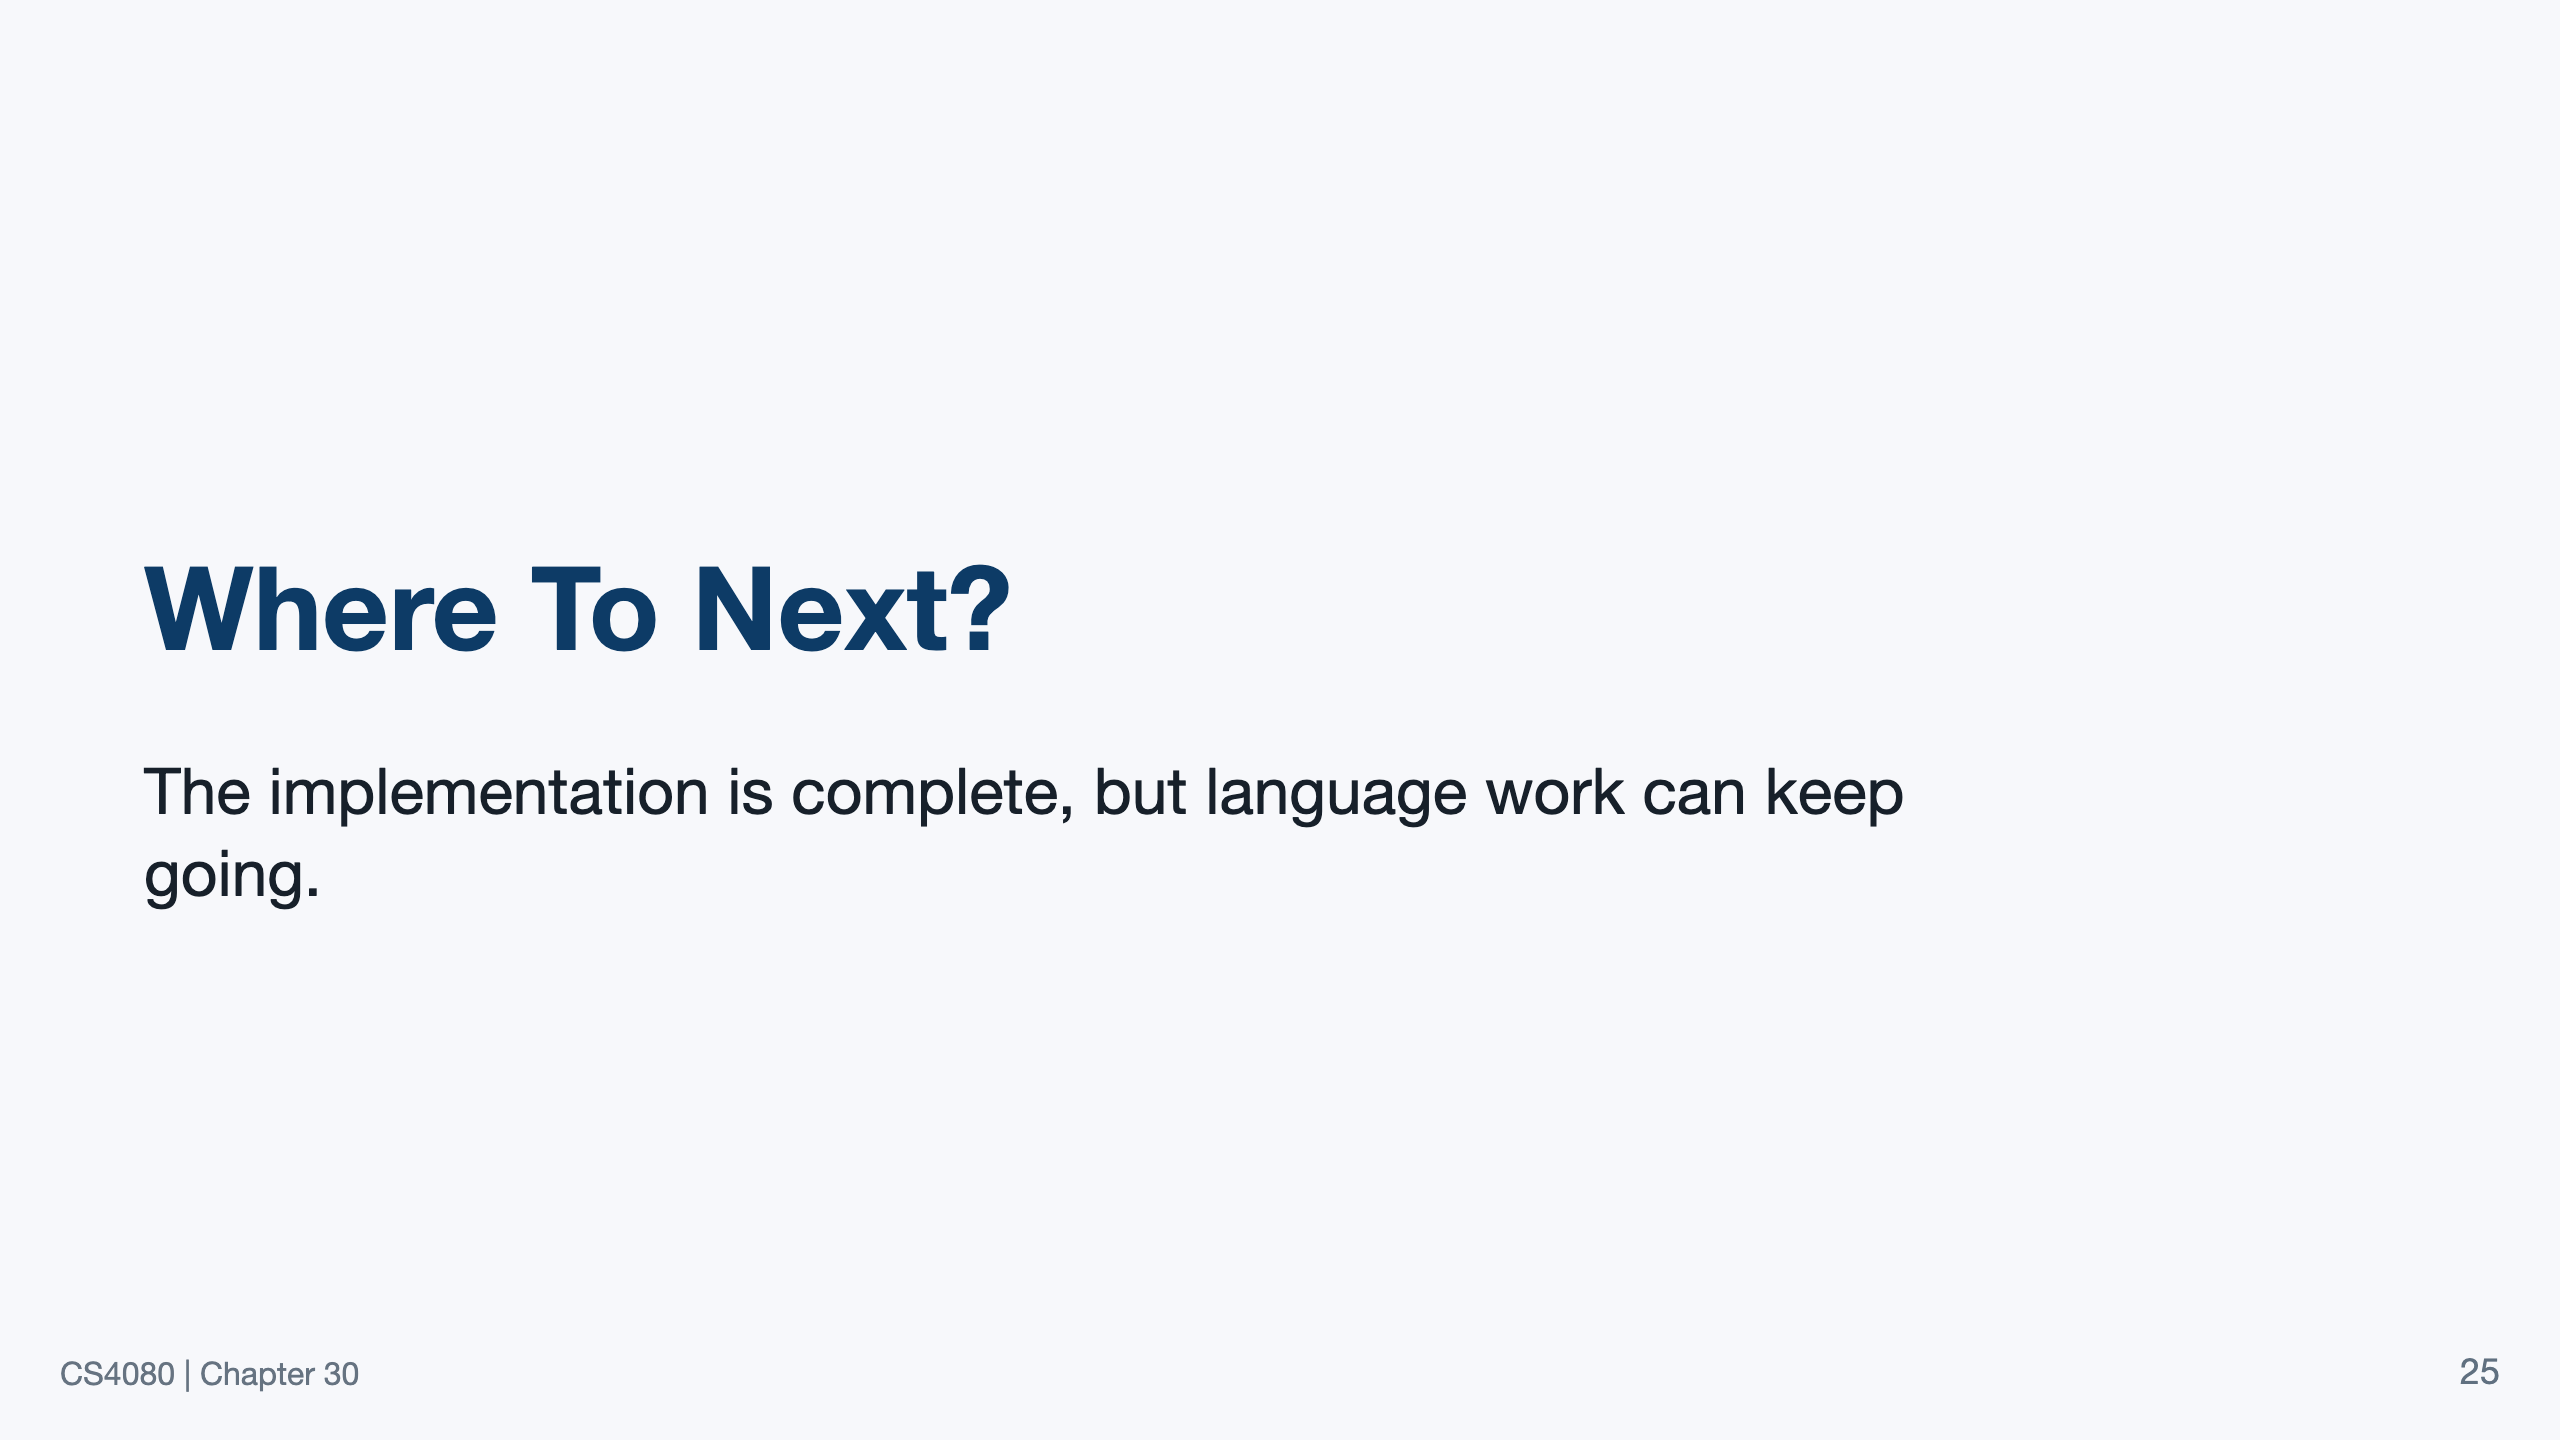 Where To Next?
The implementation is complete, but language work can keep
going.
CS4080 | Chapter 30
25